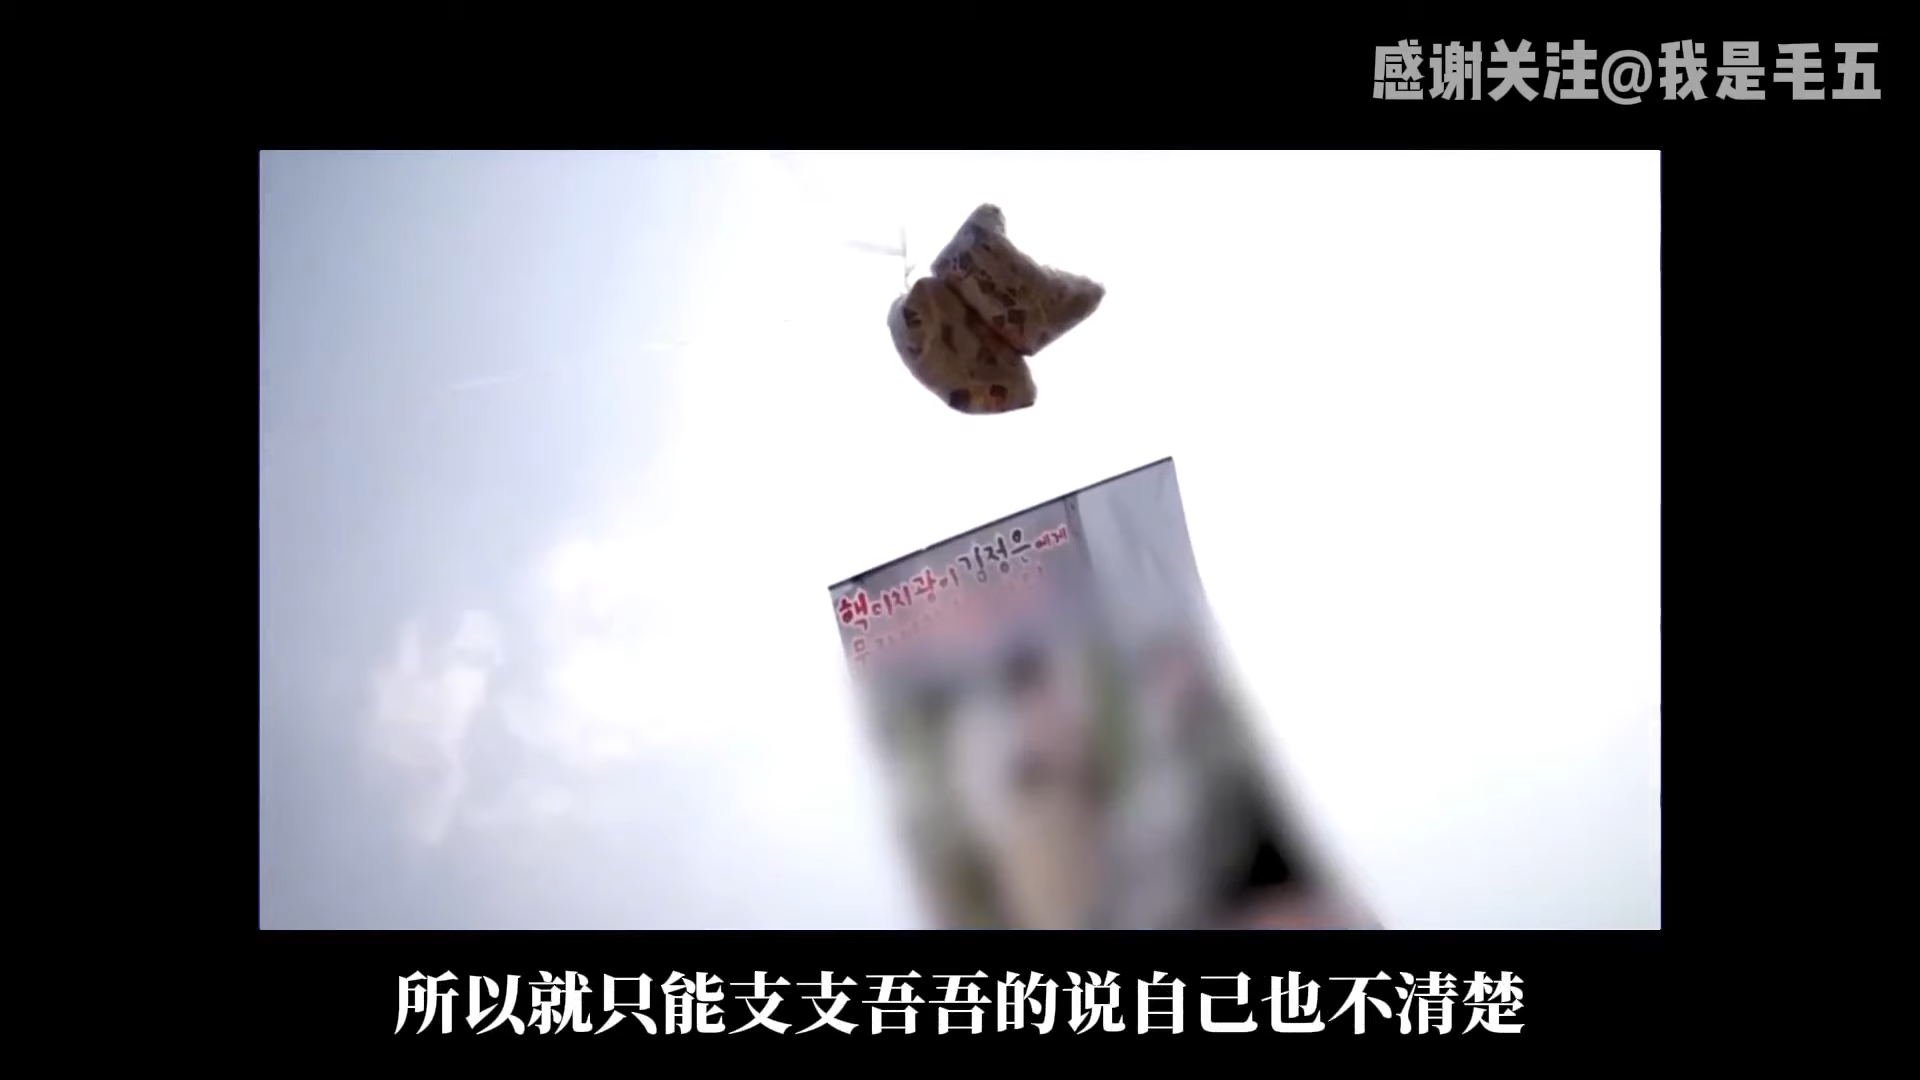 感谢关注@我是毛五
핵미치광이 김정은에게
무
所以就只能支支吾吾的说自己也不清楚